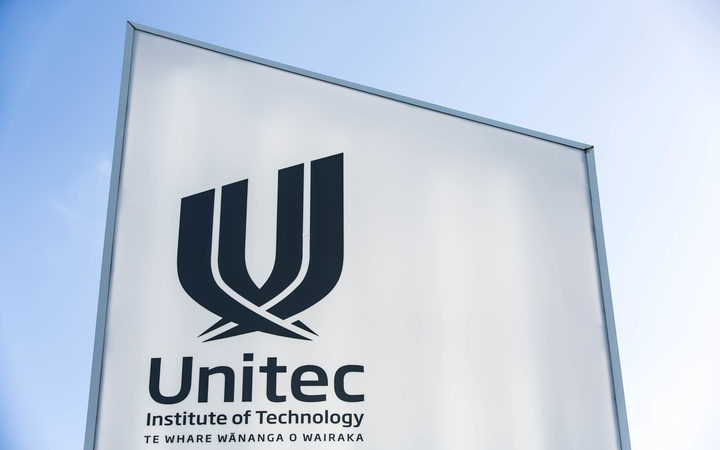 Unitec
Institute of Technology
TE WHARE WĀNANGA O WAIRAKA